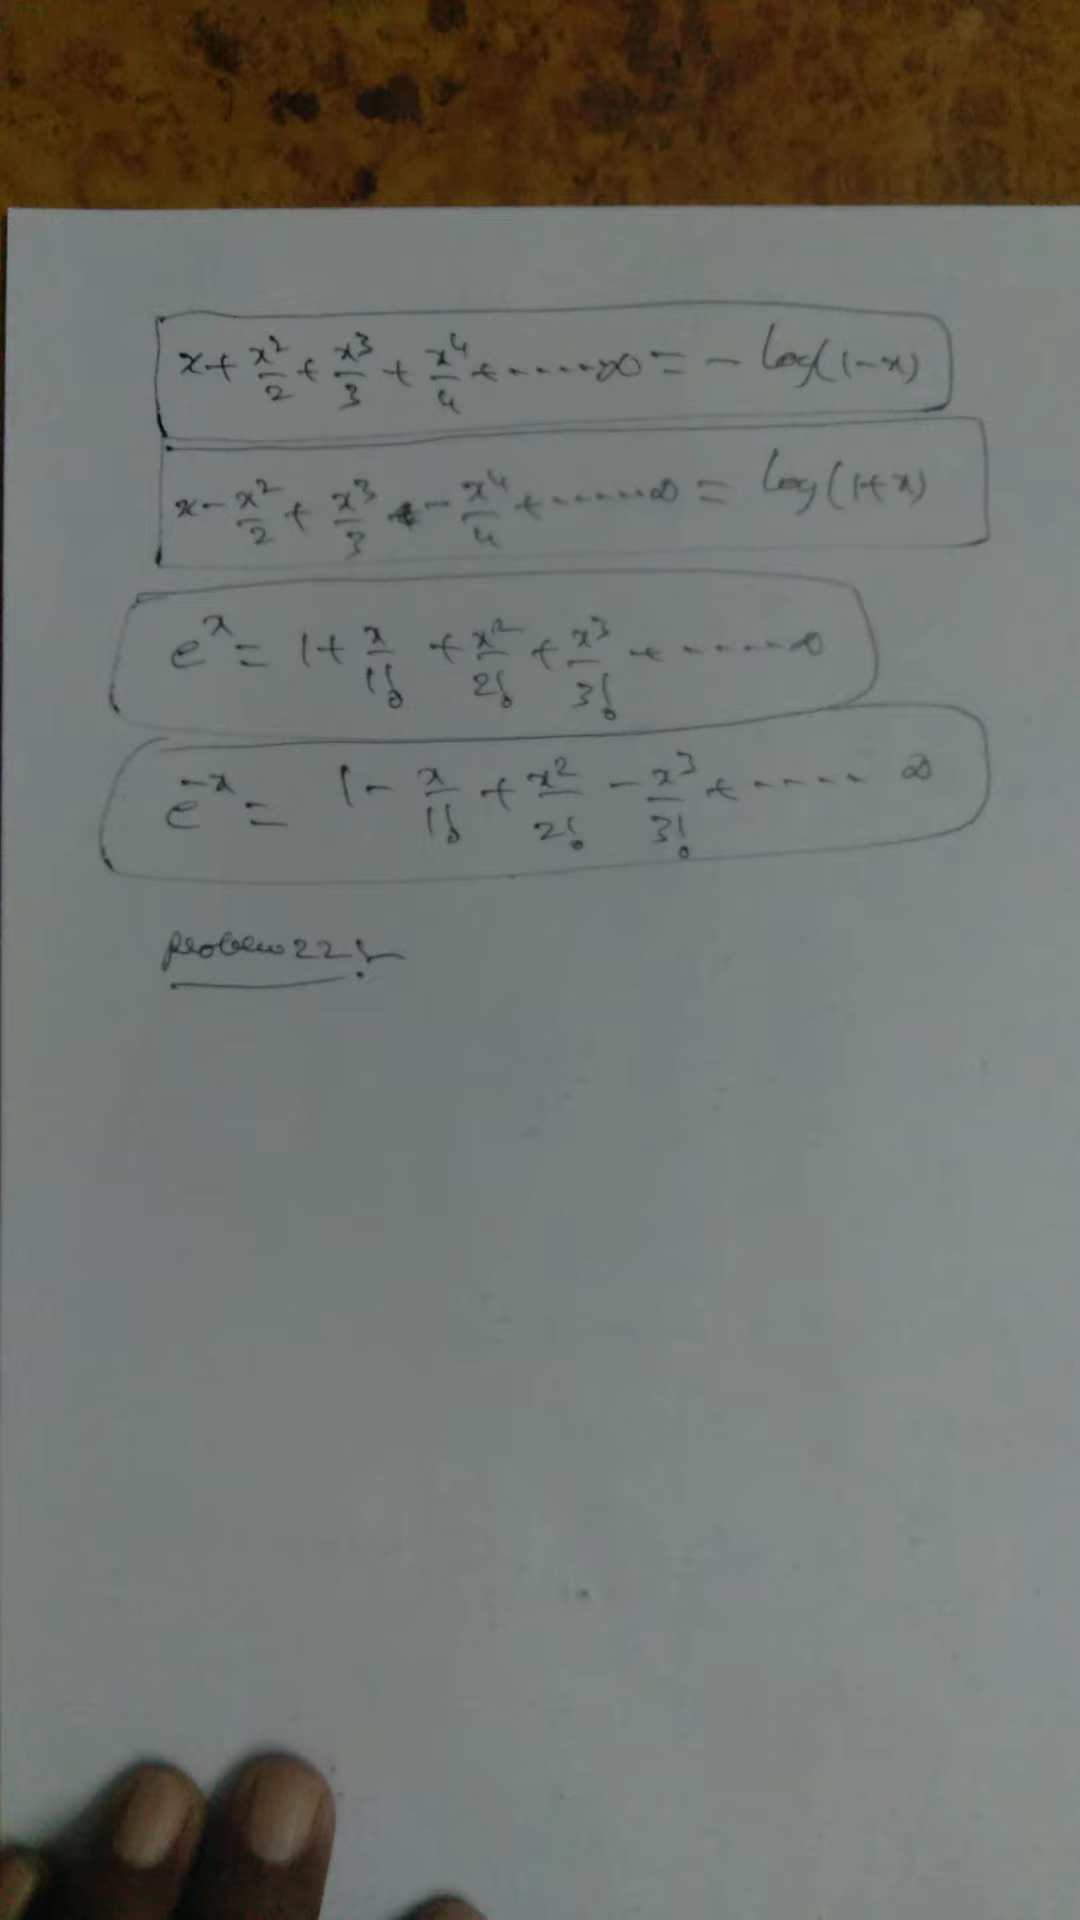 x + x²/2 + x³/3 + x⁴/4 + ......∞ = - log(1-x)
x - x²/2 + x³/3 - x⁴/4 + ......∞ = log(1+x)
eˣ = 1 + x/1! + x²/2! + x³/3! + ......∞
e⁻ˣ = 1 - x/1! + x²/2! - x³/3! + ..... ∞
problem 22:-